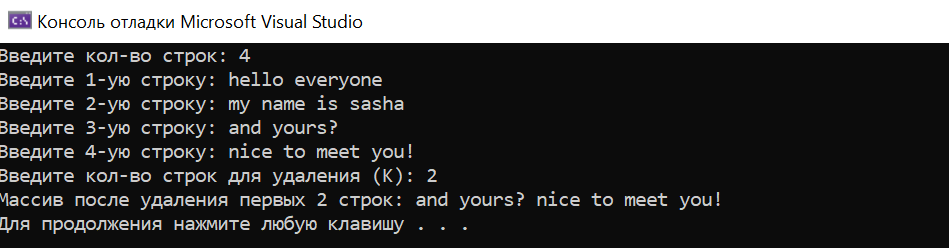 Консоль отладки Microsoft Visual Studio
Введите кол-во строк: 4
Введите 1-ую строку: hello everyone
Введите 2-ую строку: my name is sasha
Введите 3-ую строку: and yours?
Введите 4-ую строку: nice to meet you!
Введите кол-во строк для удаления (K): 2
Массив после удаления первых 2 строк: and yours? nice to meet you!
Для продолжения нажмите любую клавишу . . .